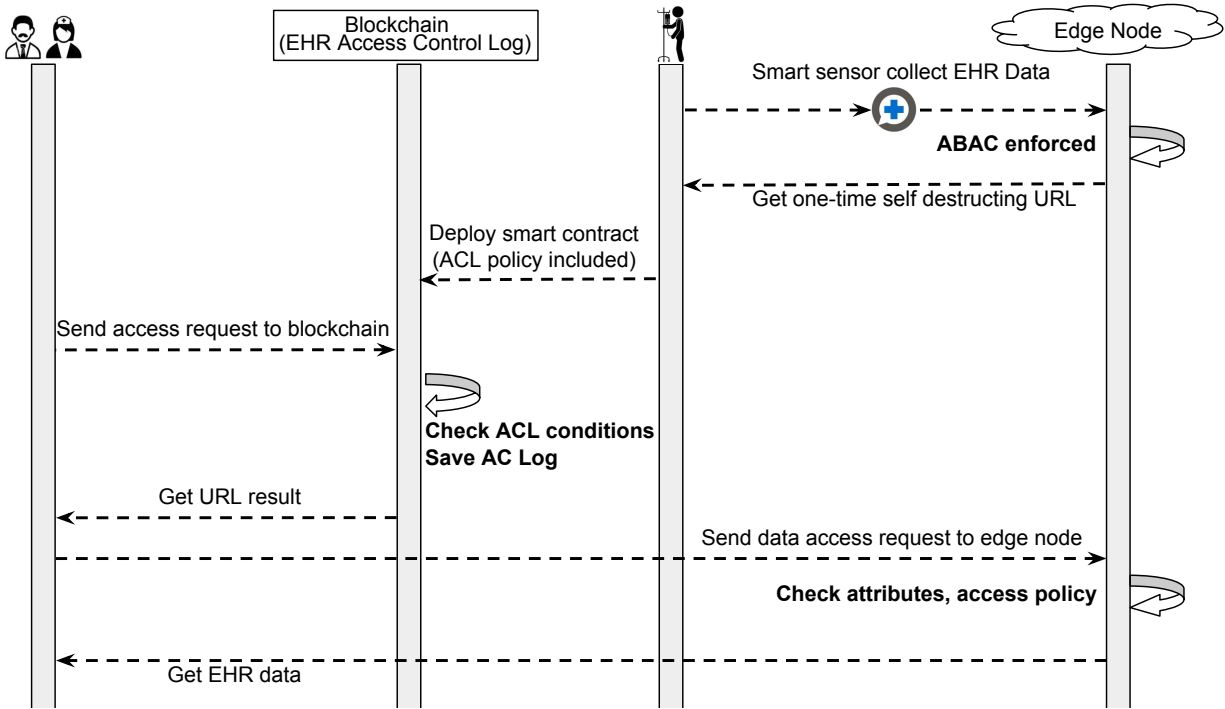 Blockchain
(EHR Access Control Log)
Edge Node
Smart sensor collect EHR Data
ABAC enforced
Get one-time self destructing URL
Deploy smart contract
(ACL policy included)
Send access request to blockchain
Check ACL conditions
Save AC Log
Get URL result
Send data access request to edge node
Check attributes, access policy
Get EHR data